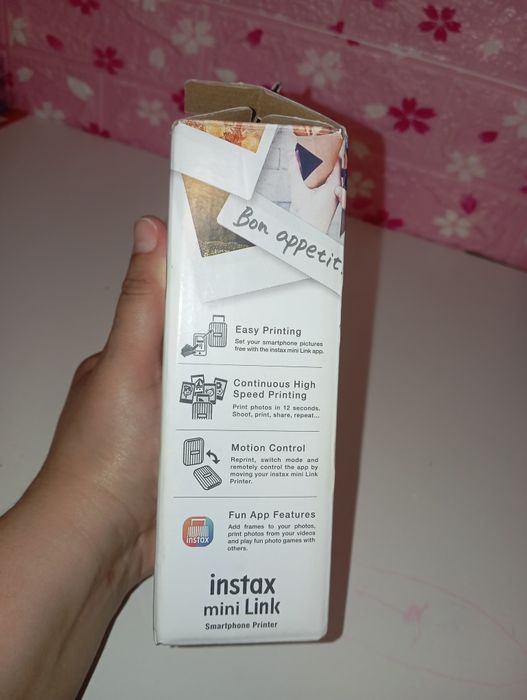 Bon appetit.
Easy Printing
Set your smartphone pictures
free with the instax mini Link app.
Continuous High
Speed Printing
Print photos in 12 seconds.
Shoot, print, share, repeat...
Motion Control
Reprint, switch mode and
remotely control the app by
moving your instax mini Link
Printer.
Fun App Features
Add frames to your photos,
print photos from your videos
and play fun photo games with
others.
instax
instax
mini Link
Smartphone Printer